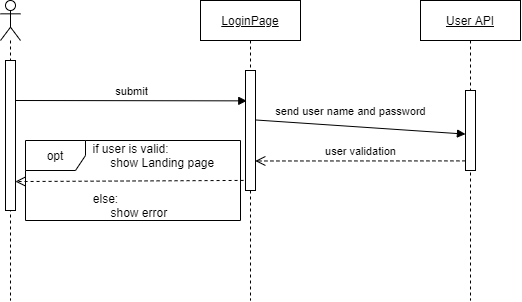 LoginPage
User API
submit
send user name and password
user validation
opt
if user is valid:
show Landing page
else:
show error